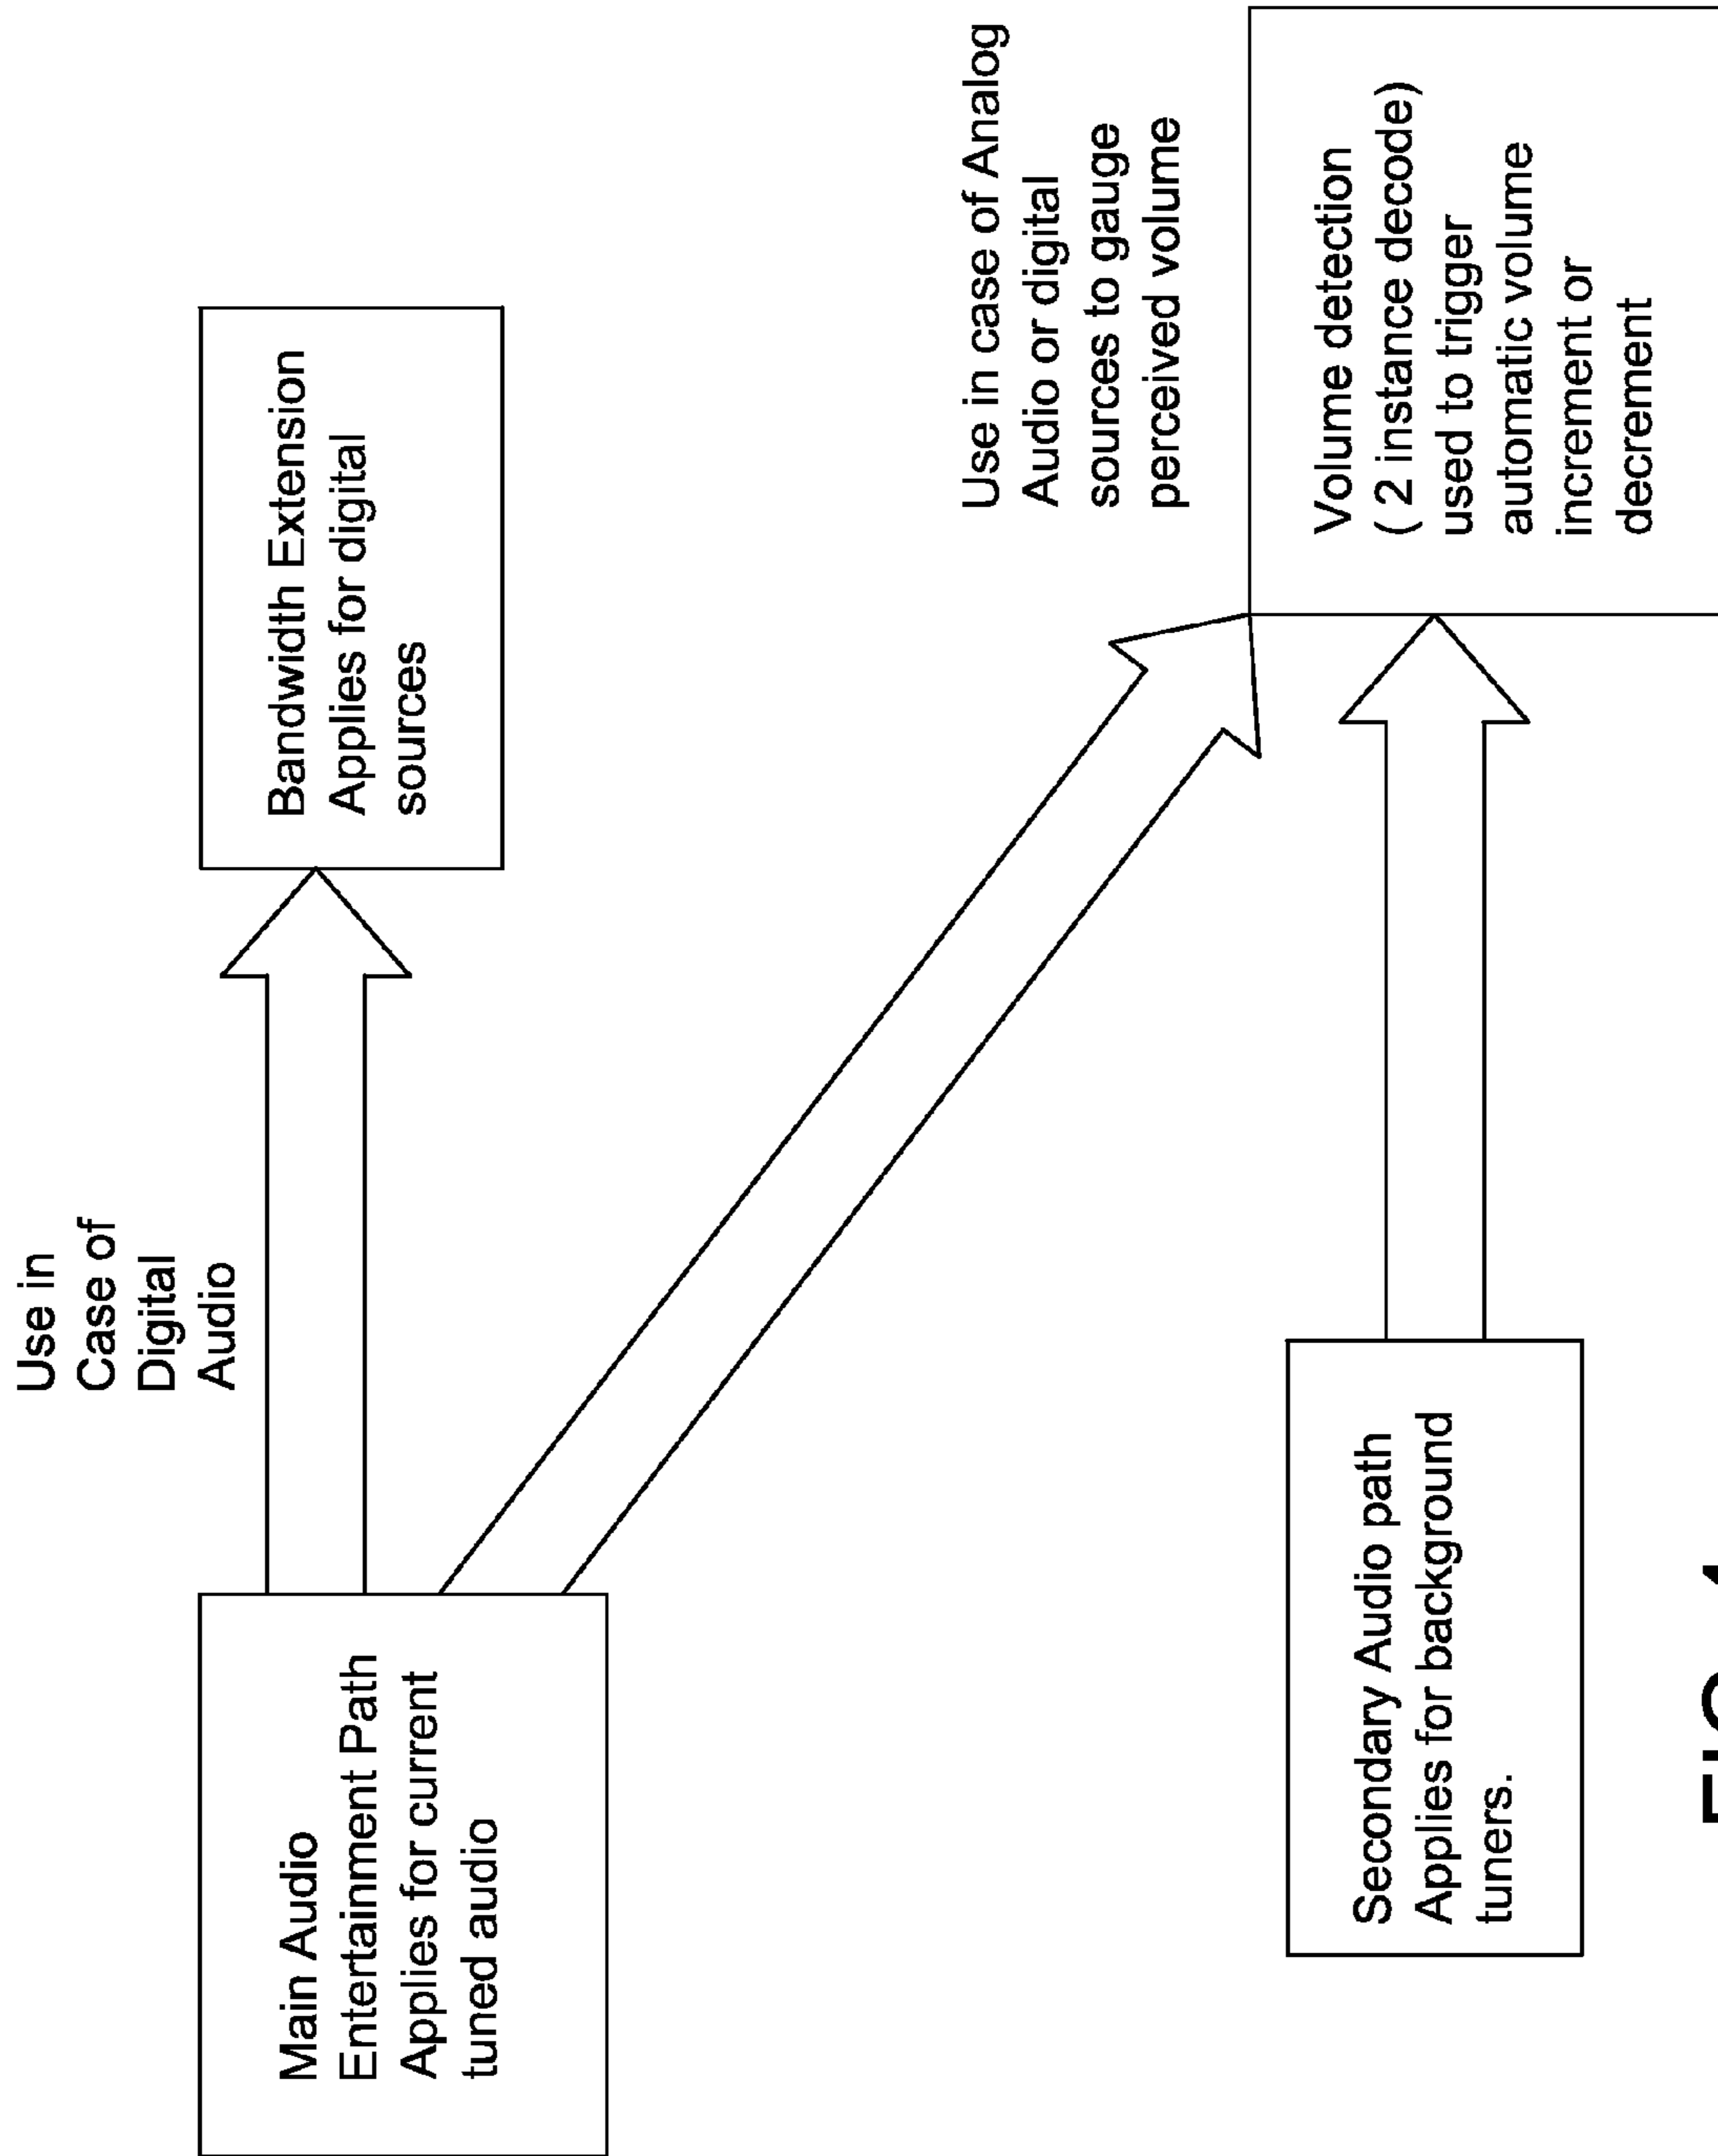 Use in
Case of
Digital
Audio
Main Audio
Entertainment Path
Applies for current
tuned audio
Bandwidth Extension
Applies for digital
sources
Use in case of Analog
Audio or digital
sources to gauge
perceived volume
Secondary Audio path
Applies for background
tuners.
Volume detection
( 2 instance decode)
used to trigger
automatic volume
increment or
decrement